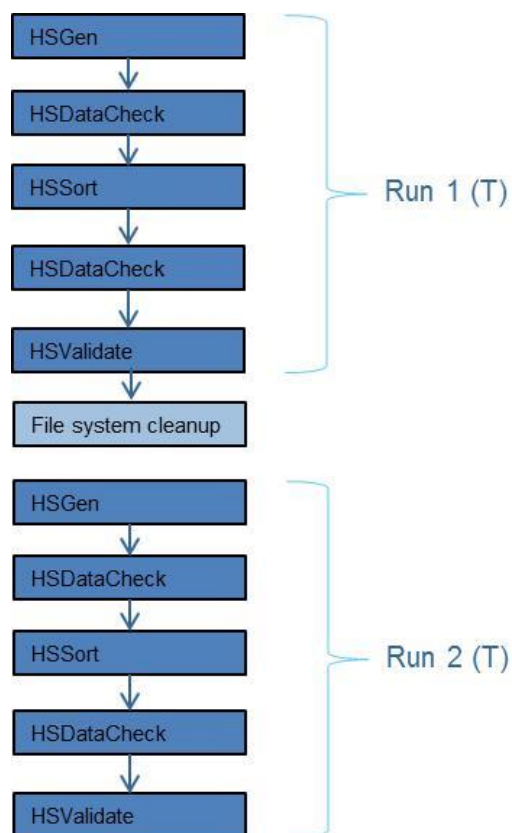 HSGen
HSDataCheck
HSSort
Run 1 (T)
HSDataCheck
HSValidate
File system cleanup
HSGen
HSDataCheck
HSSort
Run 2 (T)
HSDataCheck
HSValidate